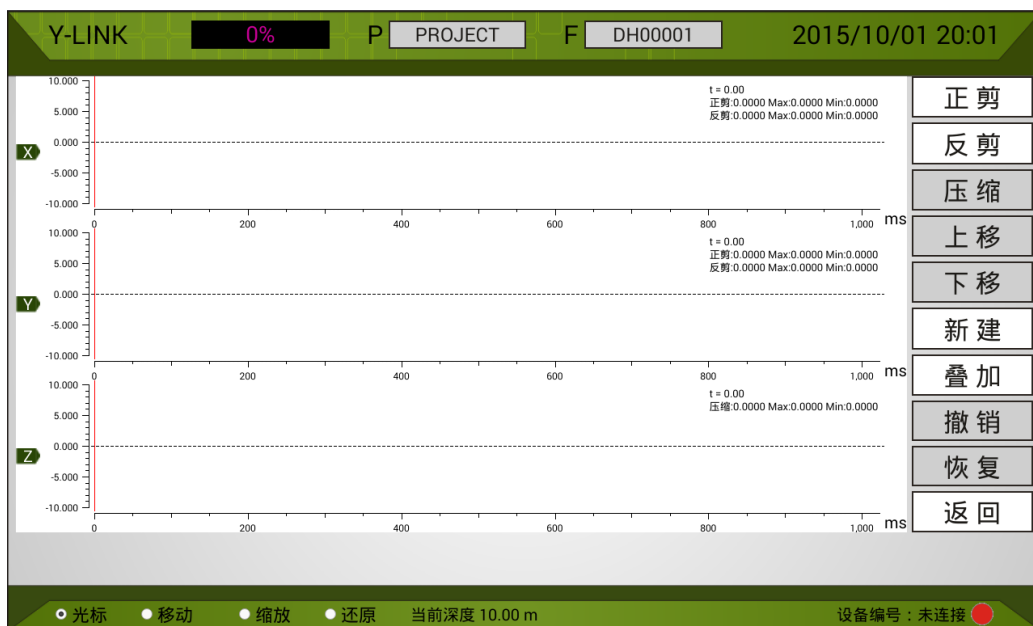 Y-LINK 0% P PROJECT F DH00001 2015/10/01 20:01
10.000
5.000
0.000
-5.000
-10.000
X
t = 0.00
正剪:0.0000 Max:0.0000 Min:0.0000
反剪:0.0000 Max:0.0000 Min:0.0000
0 200 400 600 800 1,000 ms
10.000
5.000
0.000
-5.000
-10.000
Y
t = 0.00
正剪:0.0000 Max:0.0000 Min:0.0000
反剪:0.0000 Max:0.0000 Min:0.0000
0 200 400 600 800 1,000 ms
10.000
5.000
0.000
-5.000
-10.000
Z
t = 0.00
压缩:0.0000 Max:0.0000 Min:0.0000
0 200 400 600 800 1,000 ms
正剪
反剪
压缩
上移
下移
新建
叠加
撤销
恢复
返回
光标 移动 缩放 还原 当前深度 10.00 m 设备编号：未连接